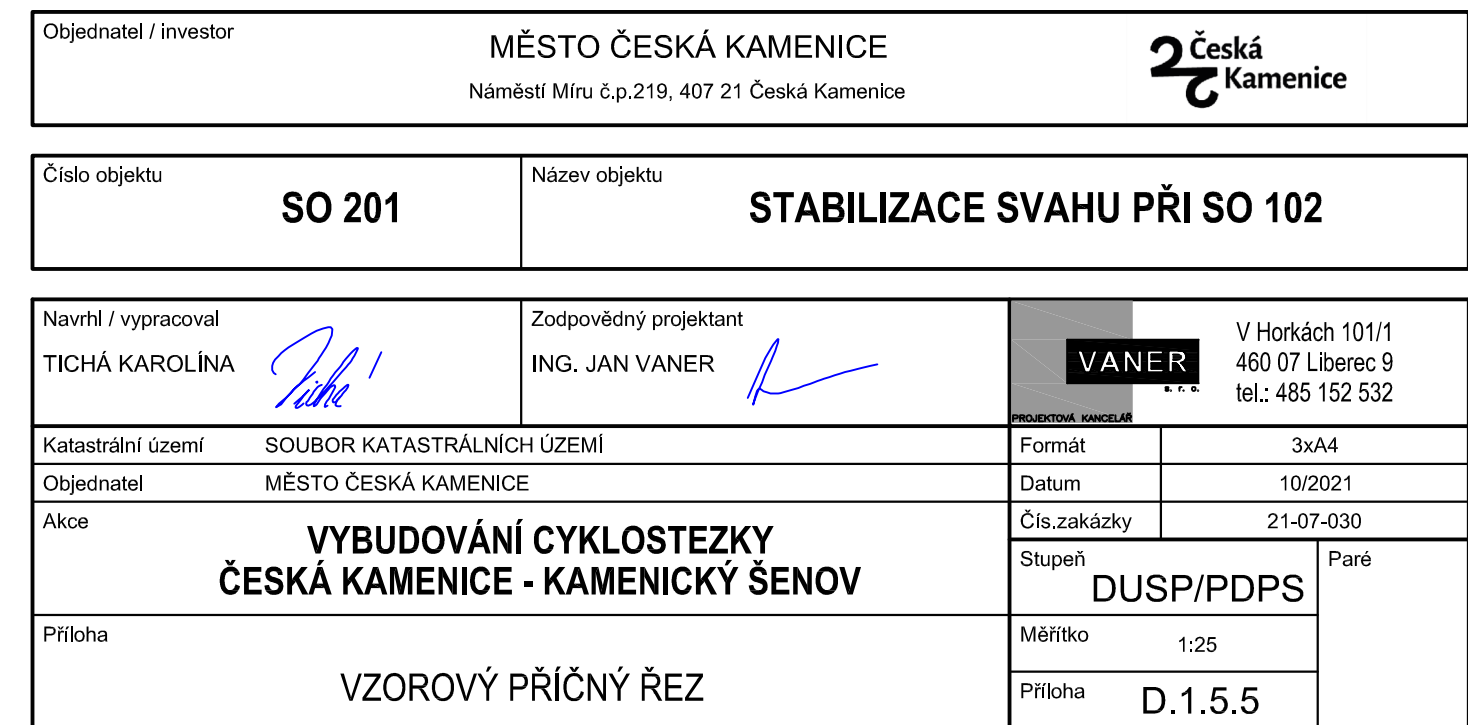 Objednatel / investor
MĚSTO ČESKÁ KAMENICE
Náměstí Míru č.p.219, 407 21 Česká Kamenice
Česká
Kamenice
Číslo objektu
SO 201
Název objektu
STABILIZACE SVAHU PŘI SO 102
Navrhl / vypracoval
TICHÁ KAROLÍNA
Tichá
Zodpovědný projektant
ING. JAN VANER
VANER
s. r. o.
PROJEKTOVÁ KANCELÁŘ
V Horkách 101/1
460 07 Liberec 9
tel.: 485 152 532
Katastrální území SOUBOR KATASTRÁLNÍCH ÚZEMÍ
Objednatel MĚSTO ČESKÁ KAMENICE
Akce
VYBUDOVÁNÍ CYKLOSTEZKY
ČESKÁ KAMENICE - KAMENICKÝ ŠENOV
Příloha
VZOROVÝ PŘÍČNÝ ŘEZ
Formát 3xA4
Datum 10/2021
Čís.zakázky 21-07-030
Stupeň
DUSP/PDPS
Paré
Měřítko 1:25
Příloha D.1.5.5